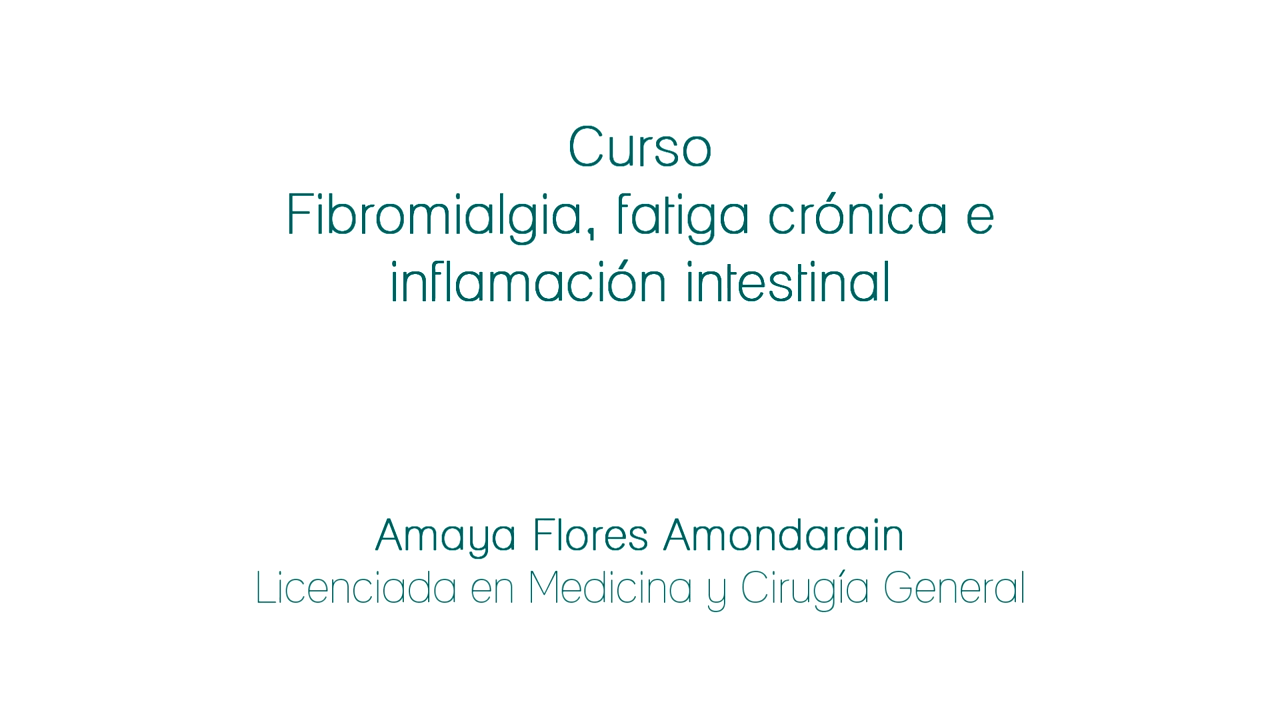 Curso
Fibromialgia, fatiga crónica e
inflamación intestinal
Amaya Flores Amondarain
Licenciada en Medicina y Cirugía General